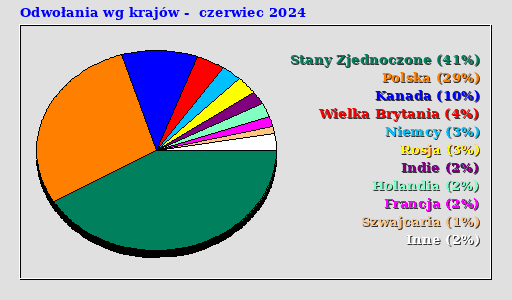 Odwołania wg krajów -  czerwiec 2024
Stany Zjednoczone (41%)
Polska (29%)
Kanada (10%)
Wielka Brytania (4%)
Niemcy (3%)
Rosja (3%)
Indie (2%)
Holandia (2%)
Francja (2%)
Szwajcaria (1%)
Inne (2%)